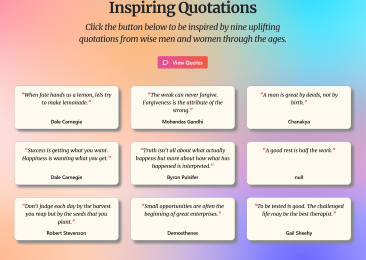 Inspiring Quotations
Click the button below to be inspired by nine uplifting
quotations from wise men and women through the ages.
View Quotes
"When fate hands us a lemon, lets try
to make lemonade."
Dale Carnegie
"The weak can never forgive.
Forgiveness is the attribute of the
strong."
Mohandas Gandhi
"A man is great by deeds, not by
birth."
Chanakya
"Success is getting what you want.
Happiness is wanting what you get."
Dale Carnegie
"Truth isn't all about what actually
happens but more about how what has
happened is interpreted."
Byron Pulsifer
"A good rest is half the work."
null
"Don't judge each day by the harvest
you reap but by the seeds that you
plant."
Robert Stevenson
"Small opportunities are often the
beginning of great enterprises."
Demosthenes
"To be tested is good. The challenged
life may be the best therapist."
Gail Sheehy